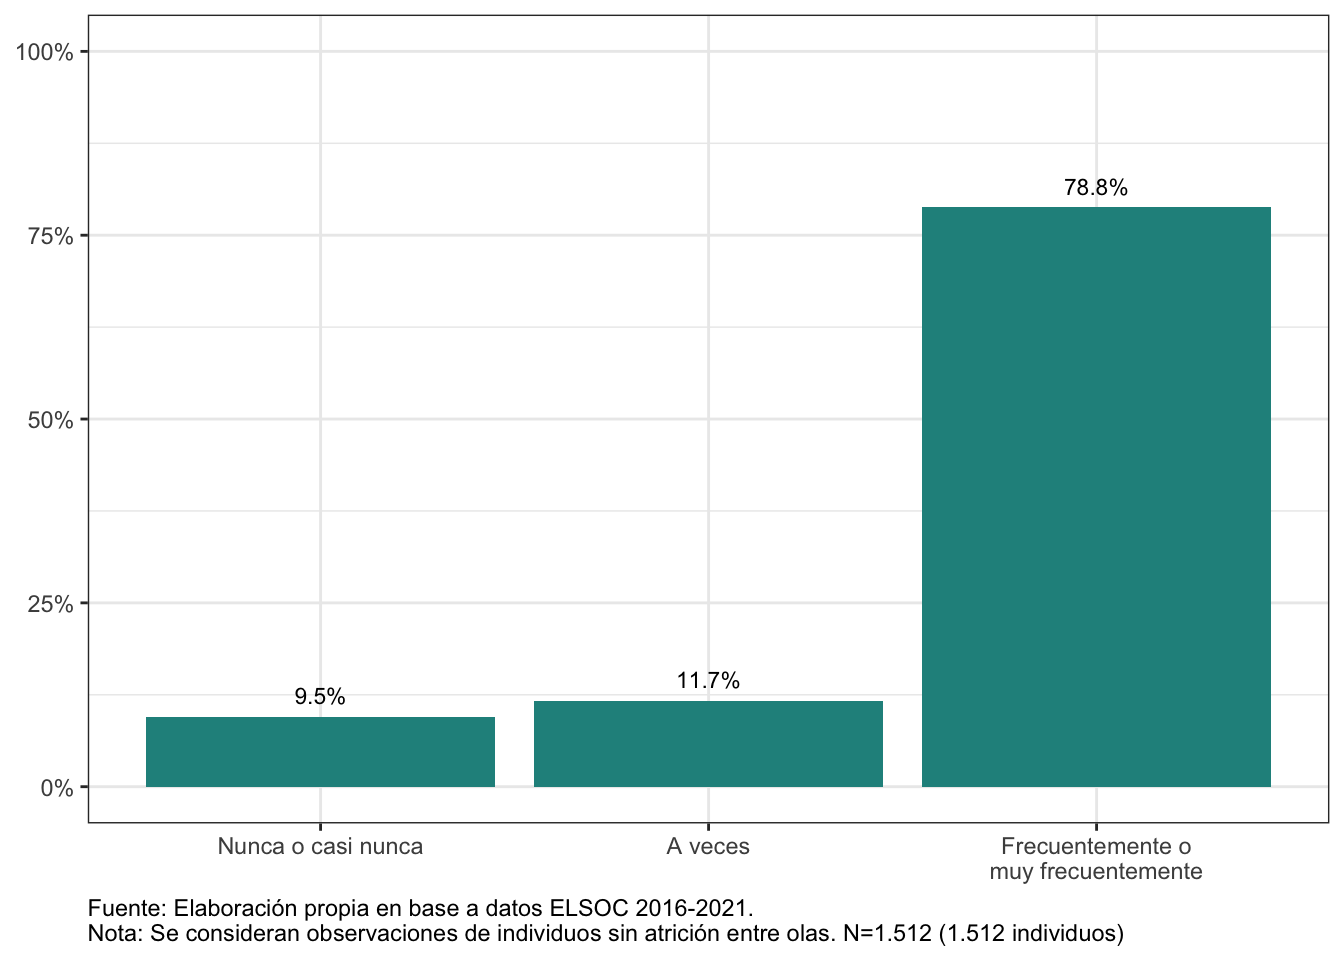 100%
75%
50%
25%
0%
9.5%
11.7%
78.8%
Nunca o casi nunca
A veces
Frecuentemente o
muy frecuentemente
Fuente: Elaboración propia en base a datos ELSOC 2016-2021.
Nota: Se consideran observaciones de individuos sin atrición entre olas. N=1.512 (1.512 individuos)